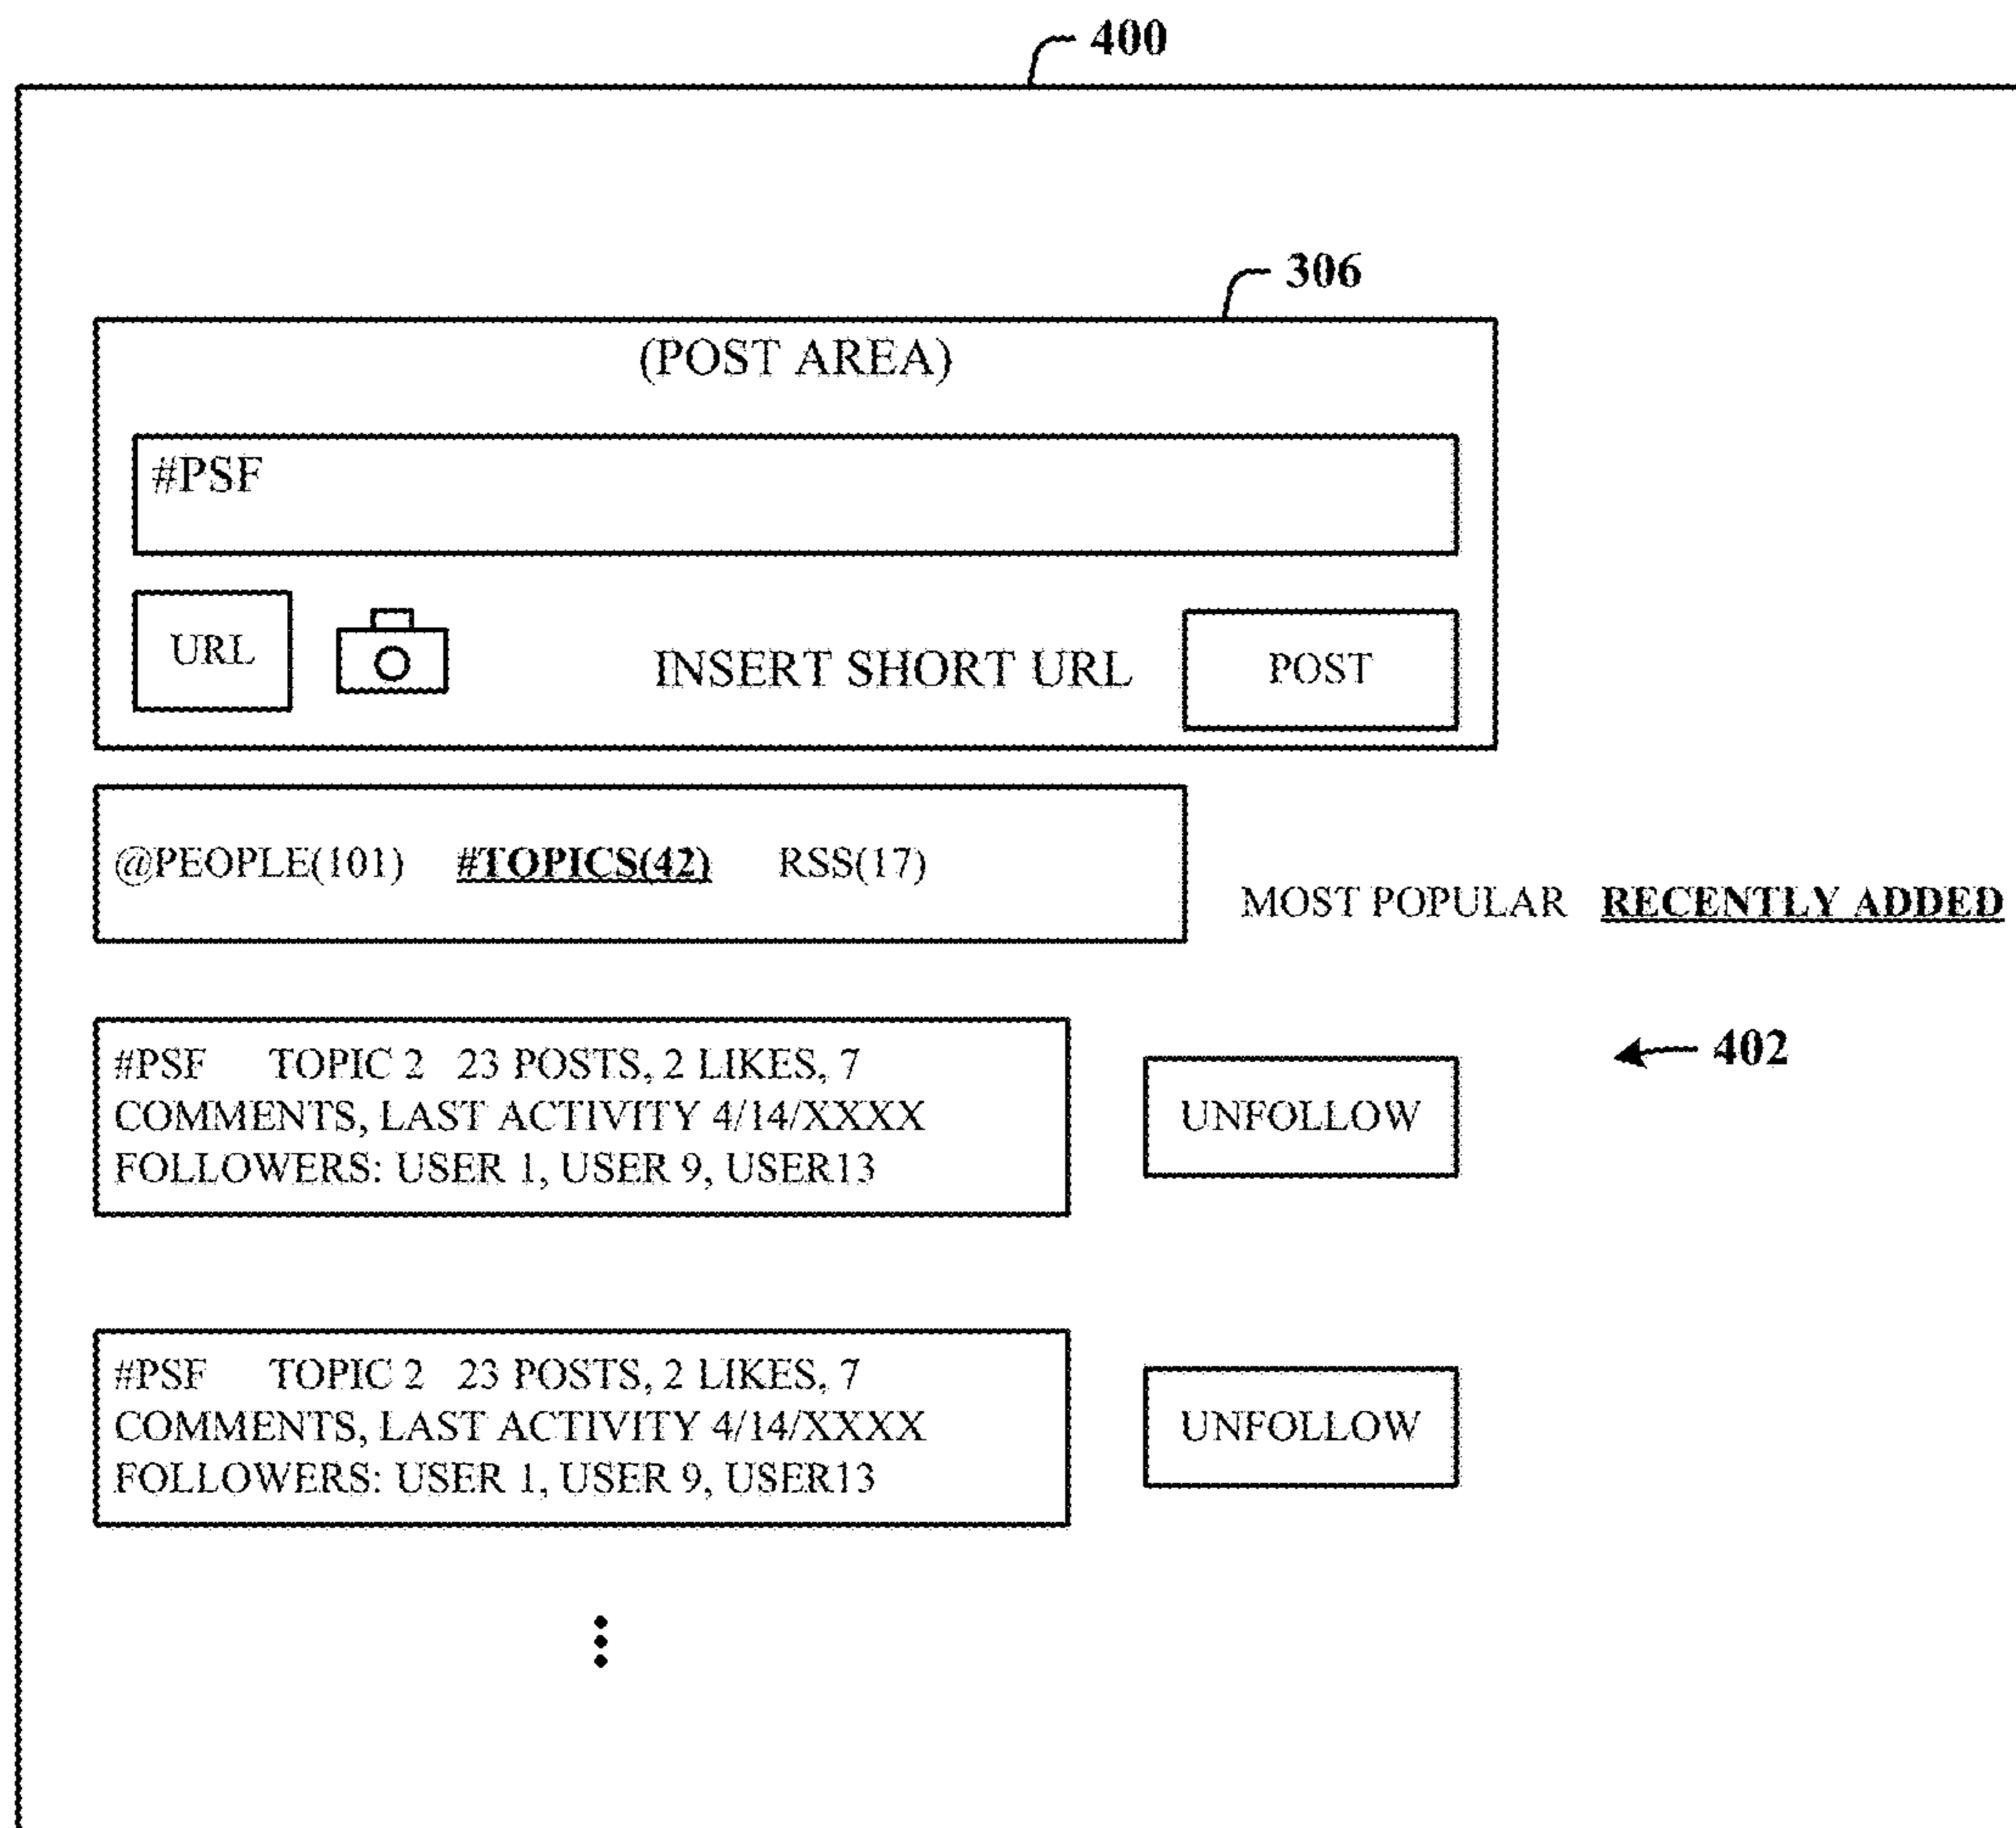 400
306
(POST AREA)
#PSF
URL
INSERT SHORT URL
POST
@PEOPLE(101) #TOPICS(42) RSS(17)
MOST POPULAR RECENTLY ADDED
402
#PSF TOPIC 2 23 POSTS, 2 LIKES, 7
COMMENTS, LAST ACTIVITY 4/14/XXXX
FOLLOWERS: USER 1, USER 9, USER13
UNFOLLOW
#PSF TOPIC 2 23 POSTS, 2 LIKES, 7
COMMENTS, LAST ACTIVITY 4/14/XXXX
FOLLOWERS: USER 1, USER 9, USER13
UNFOLLOW